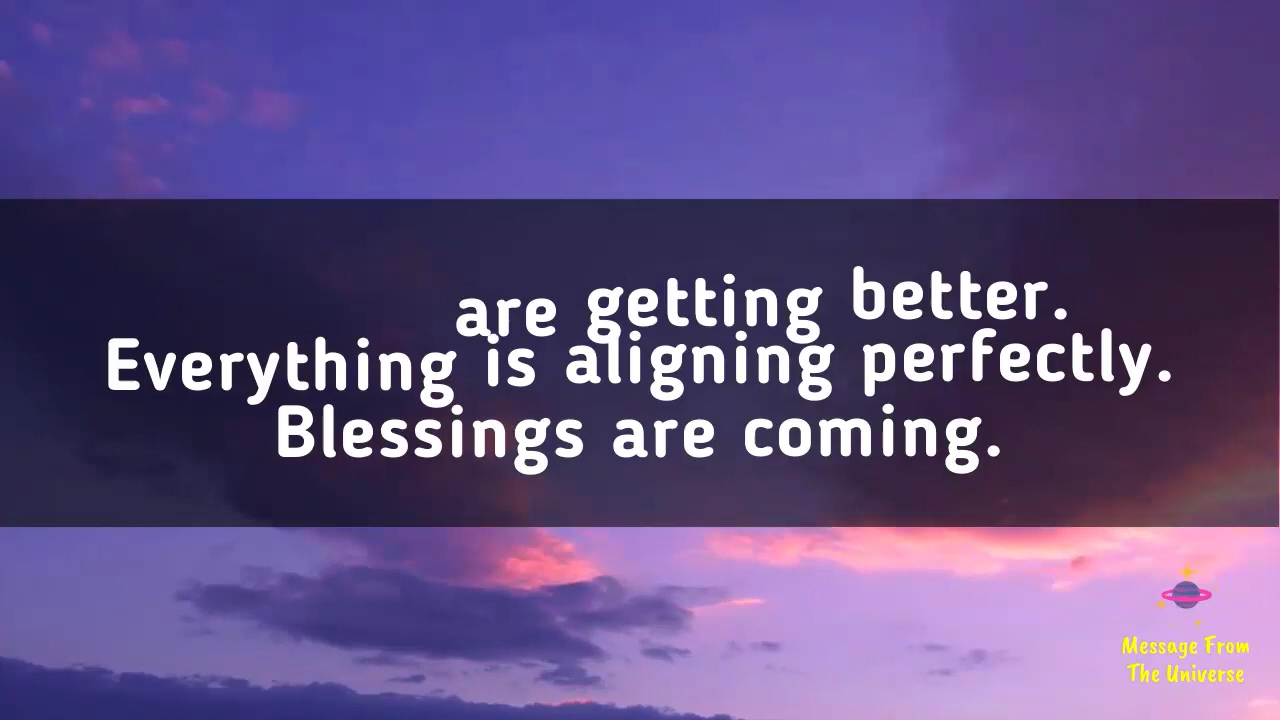 are getting better.
Everything is aligning perfectly.
Blessings are coming.
Message From
The Universe